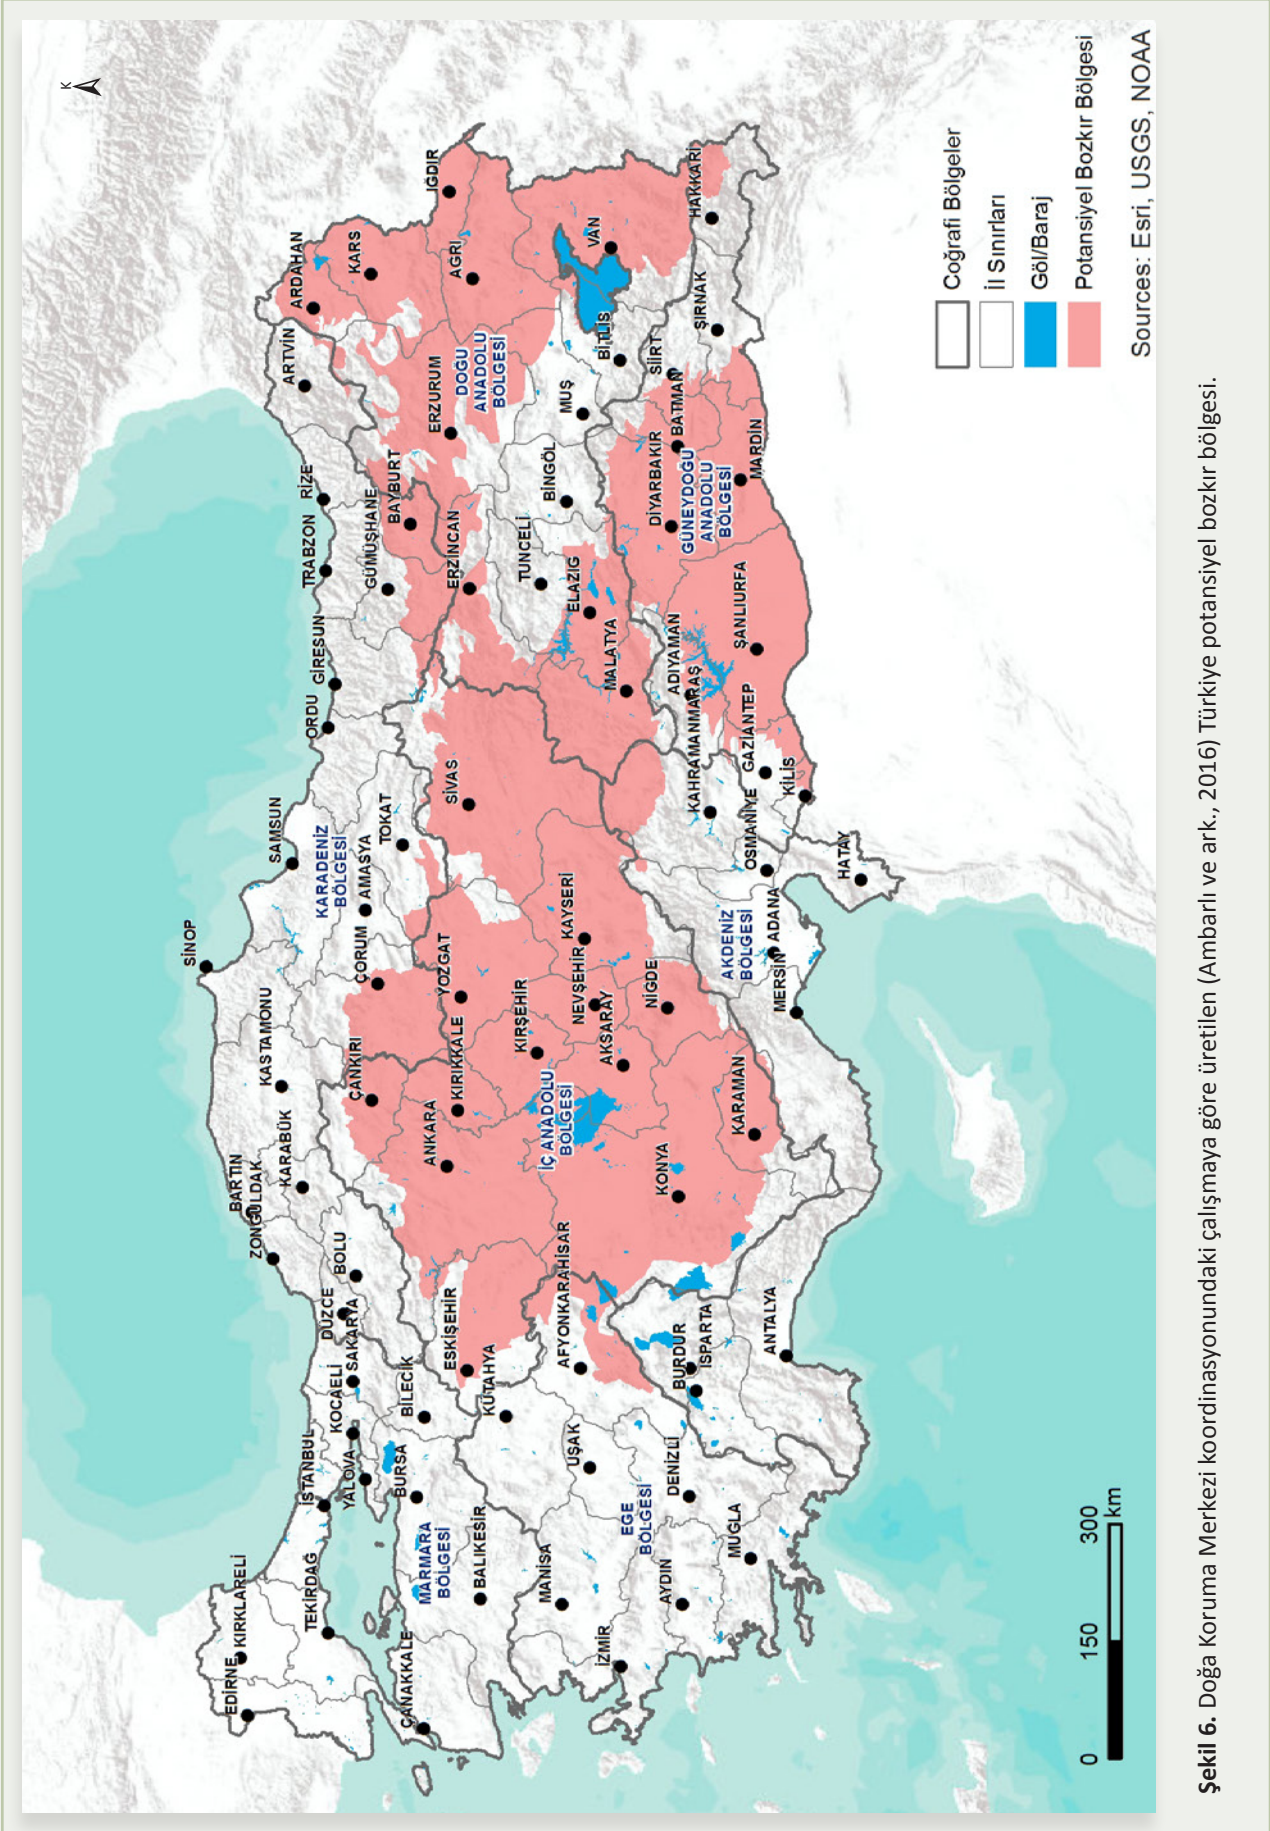 K
SİNOP
BARTIN
ZONGULDAK
KASTAMONU
KARABÜK
SAMSUN
KARADENİZ
BÖLGESİ
ORDU
GİRESUN
TRABZON
RİZE
ARTVİN
ARDAHAN
KARS
IĞDIR
AĞRI
EDİRNE
KIRKLARELİ
TEKİRDAĞ
İSTANBUL
YALOVA
KOCAELİ
SAKARYA
DÜZCE
BOLU
ÇANKIRI
ÇORUM
AMASYA
TOKAT
GÜMÜŞHANE
BAYBURT
ERZİNCAN
ERZURUM
DOĞU
ANADOLU
BÖLGESİ
ÇANAKKALE
MARMARA
BÖLGESİ
BALIKESİR
BURSA
BİLECİK
ESKİŞEHİR
KÜTAHYA
ANKARA
KIRIKKALE
YOZGAT
SİVAS
KIRŞEHİR
İÇ ANADOLU
BÖLGESİ
NEVŞEHİR
KAYSERİ
AKSARAY
NİĞDE
TUNCELİ
BİNGÖL
ELAZIĞ
MALATYA
MUŞ
BİTLİS
VAN
HAKKARİ
ŞIRNAK
SİİRT
BATMAN
DİYARBAKIR
GÜNEYDOĞU
ANADOLU
BÖLGESİ
MARDİN
ŞANLIURFA
ADIYAMAN
KAHRAMANMARAŞ
GAZİANTEP
KİLİS
OSMANİYE
HATAY
ADANA
MERSİN
AKDENİZ
BÖLGESİ
KARAMAN
KONYA
AFYONKARAHİSAR
UŞAK
MANİSA
İZMİR
EGE
BÖLGESİ
AYDIN
DENİZLİ
MUĞLA
BURDUR
ISPARTA
ANTALYA
0 150 300
km
Coğrafi Bölgeler
İl Sınırları
Göl/Baraj
Potansiyel Bozkır Bölgesi
Sources: Esri, USGS, NOAA
Şekil 6. Doğa Koruma Merkezi koordinasyonundaki çalışmaya göre üretilen (Ambarlı ve ark., 2016) Türkiye potansiyel bozkır bölgesi.